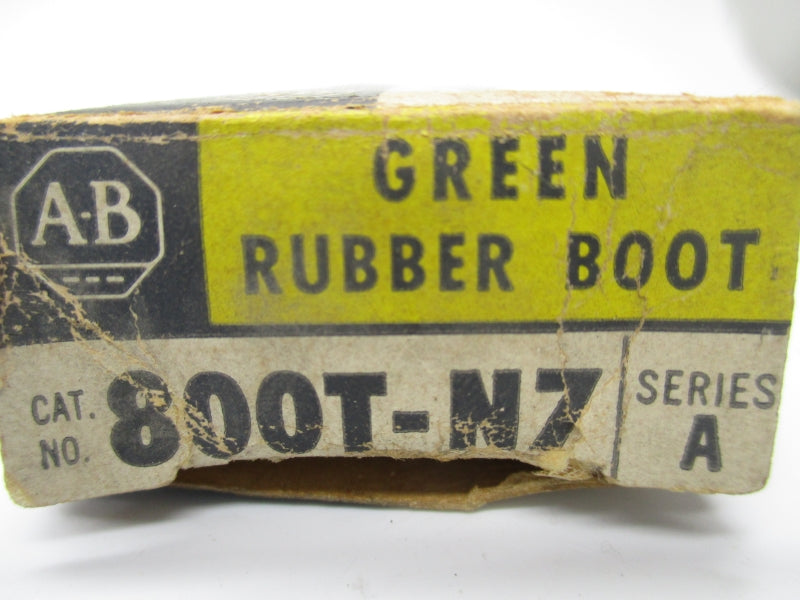 A-B
GREEN
RUBBER BOOT
CAT. NO. 800T-N7
SERIES A